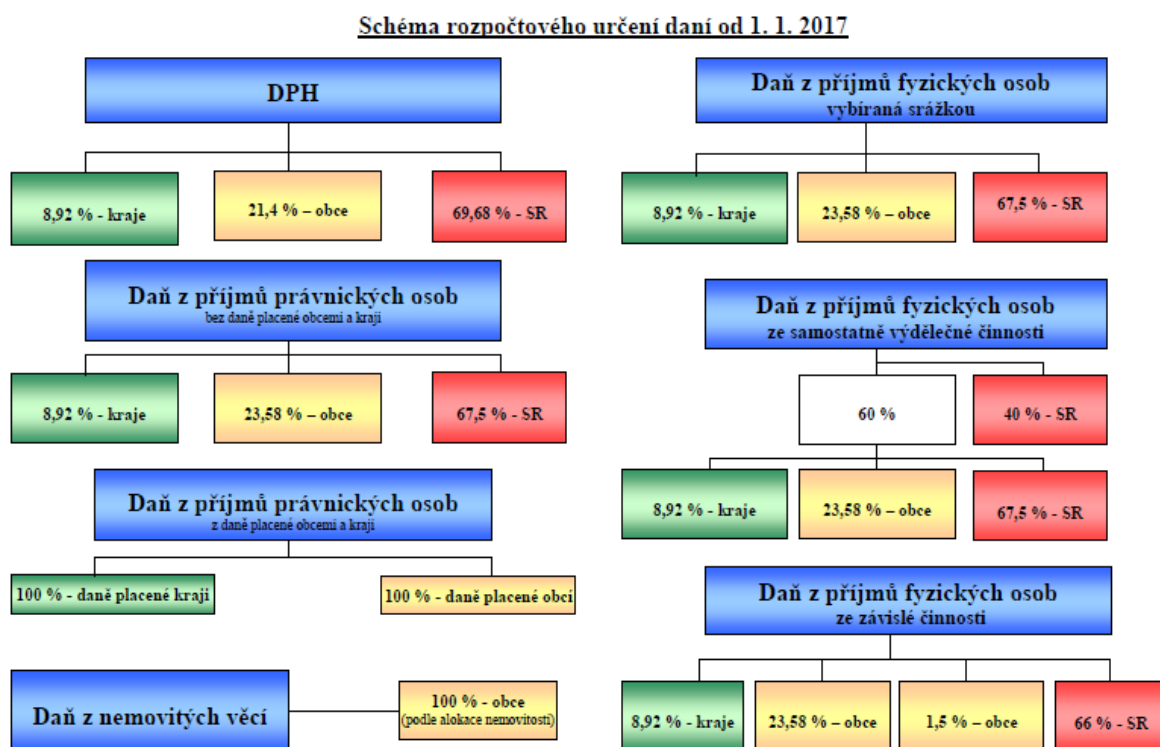 Schéma rozpočtového určení daní od 1. 1. 2017
DPH
8,92 % - kraje
21,4 % – obce
69,68 % - SR
Daň z příjmů právnických osob
bez daně placené obcemi a kraji
8,92 % - kraje
23,58 % – obce
67,5 % - SR
Daň z příjmů právnických osob
z daně placené obcemi a kraji
100 % - daně placené kraji
100 % - daně placené obcí
Daň z nemovitých věcí
100 % - obce
(podle alokace nemovitostí)
Daň z příjmů fyzických osob
vybíraná srážkou
8,92 % - kraje
23,58 % – obce
67,5 % - SR
Daň z příjmů fyzických osob
ze samostatně výdělečné činnosti
60 %
40 % - SR
8,92 % - kraje
23,58 % – obce
67,5 % - SR
Daň z příjmů fyzických osob
ze závislé činnosti
8,92 % - kraje
23,58 % – obce
1,5 % – obce
66 % - SR